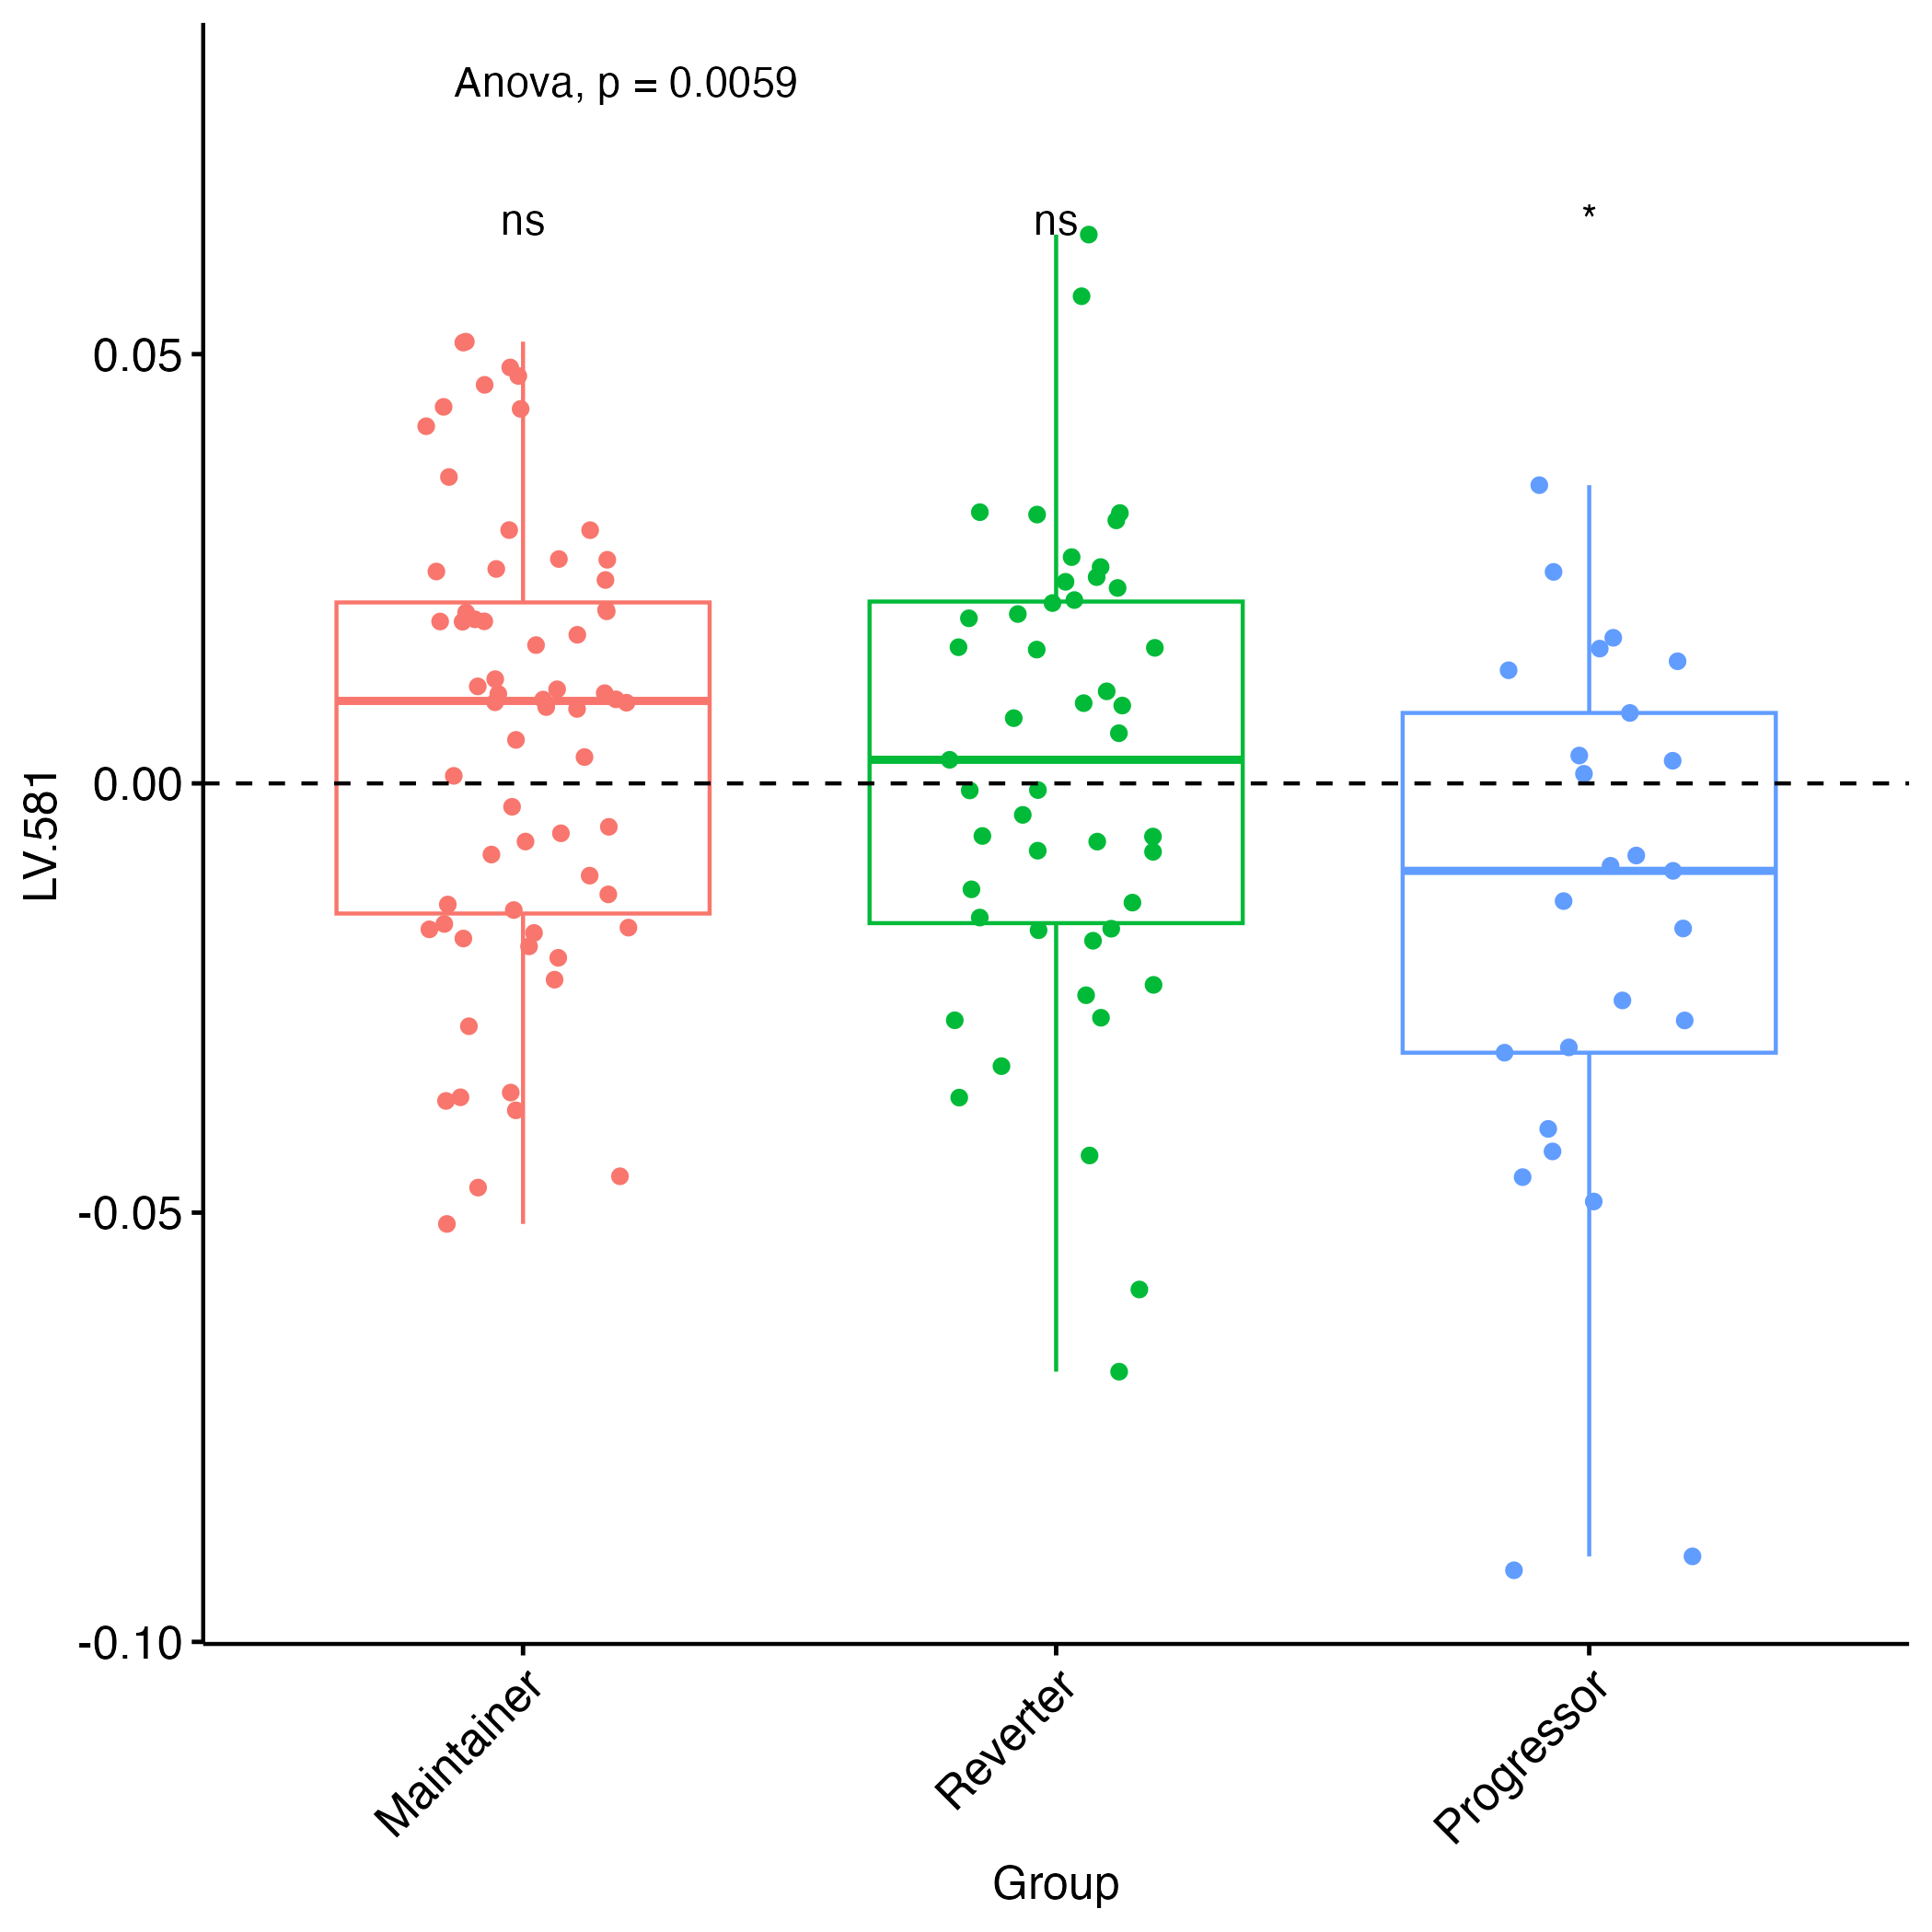 Anova, p = 0.0059
ns
ns
*
0.05
0.00
-0.05
-0.10
LV.581
Maintainer
Reverter
Progressor
Group